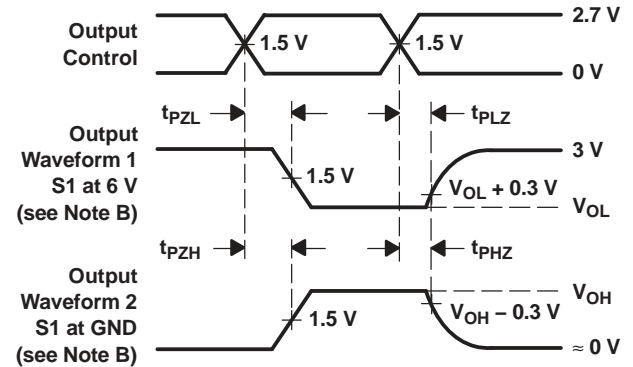 2.7 V
Output
Control
1.5 V
1.5 V
0 V
tPZL
tPLZ
Output
Waveform 1
S1 at 6 V
(see Note B)
3 V
1.5 V
VOL + 0.3 V
VOL
tPZH
tPHZ
Output
Waveform 2
S1 at GND
(see Note B)
VOH
1.5 V
VOH − 0.3 V
≈ 0 V